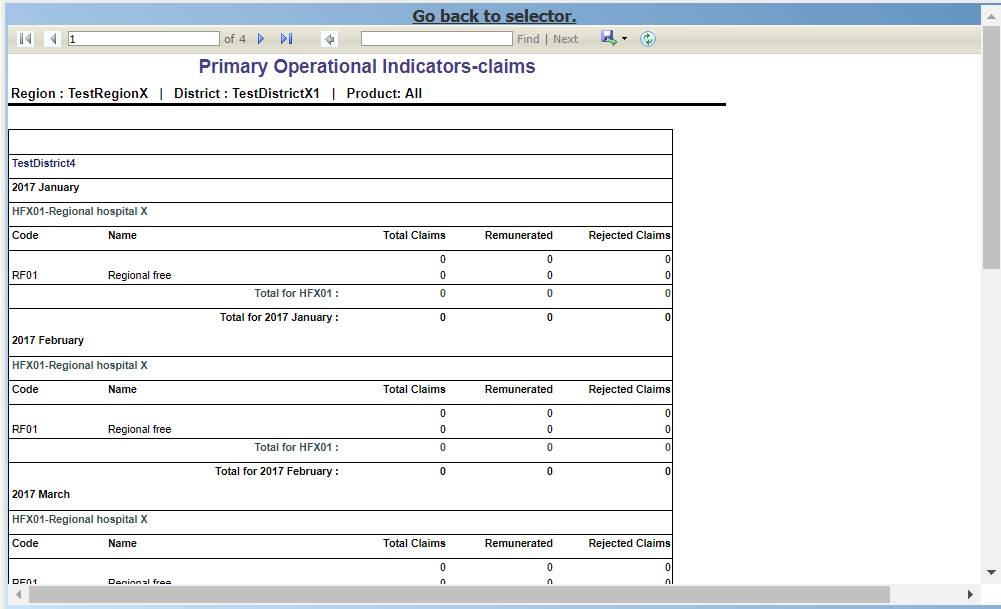 Go back to selector.
1 of 4 Find | Next
Primary Operational Indicators-claims
Region : TestRegionX | District : TestDistrictX1 | Product: All
TestDistrict4
2017 January
HFX01-Regional hospital X
Code Name Total Claims Remunerated Rejected Claims
0 0 0
RF01 Regional free 0 0 0
Total for HFX01 : 0 0 0
Total for 2017 January : 0 0 0
2017 February
HFX01-Regional hospital X
Code Name Total Claims Remunerated Rejected Claims
0 0 0
RF01 Regional free 0 0 0
Total for HFX01 : 0 0 0
Total for 2017 February : 0 0 0
2017 March
HFX01-Regional hospital X
Code Name Total Claims Remunerated Rejected Claims
0 0 0
RF01 Regional free 0 0 0